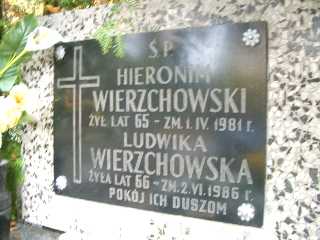 Ś.P.
HIERONIM
WIERZCHOWSKI
ŻYŁ LAT 65 - ZM. 1. IV. 1981 r.
LUDWIKA
WIERZCHOWSKA
ŻYŁA LAT 66 - ZM. 2. VI. 1986 r.
POKÓJ ICH DUSZOM